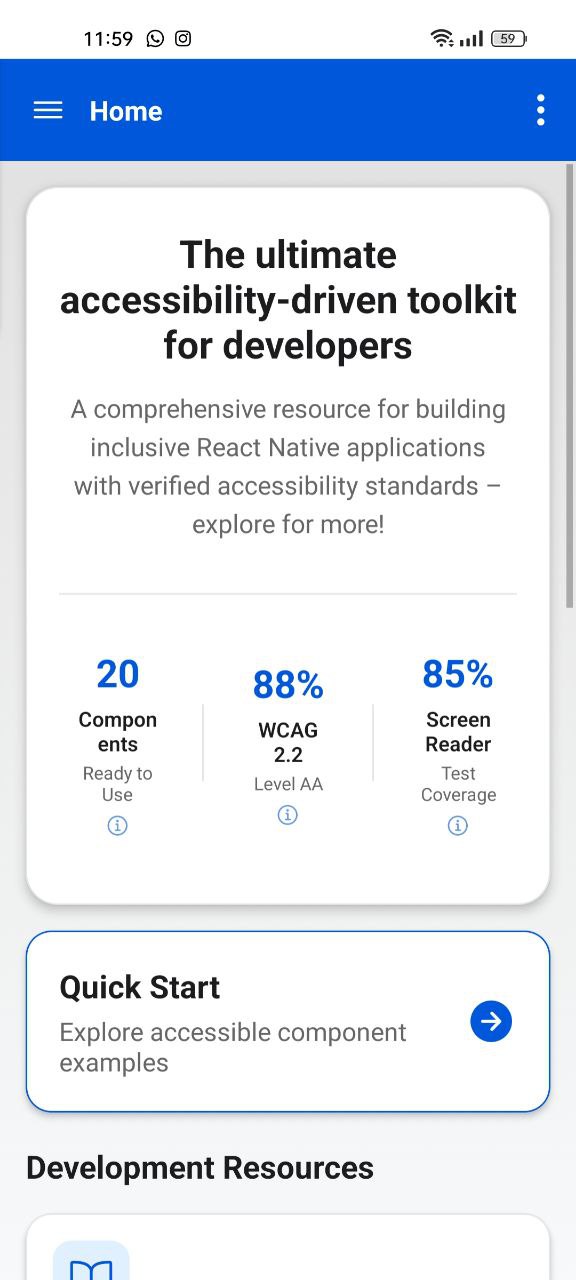 11:59
59
Home
The ultimate
accessibility-driven toolkit
for developers
A comprehensive resource for building
inclusive React Native applications
with verified accessibility standards –
explore for more!
20
Compon
ents
Ready to
Use
88%
WCAG
2.2
Level AA
85%
Screen
Reader
Test
Coverage
Quick Start
Explore accessible component
examples
Development Resources